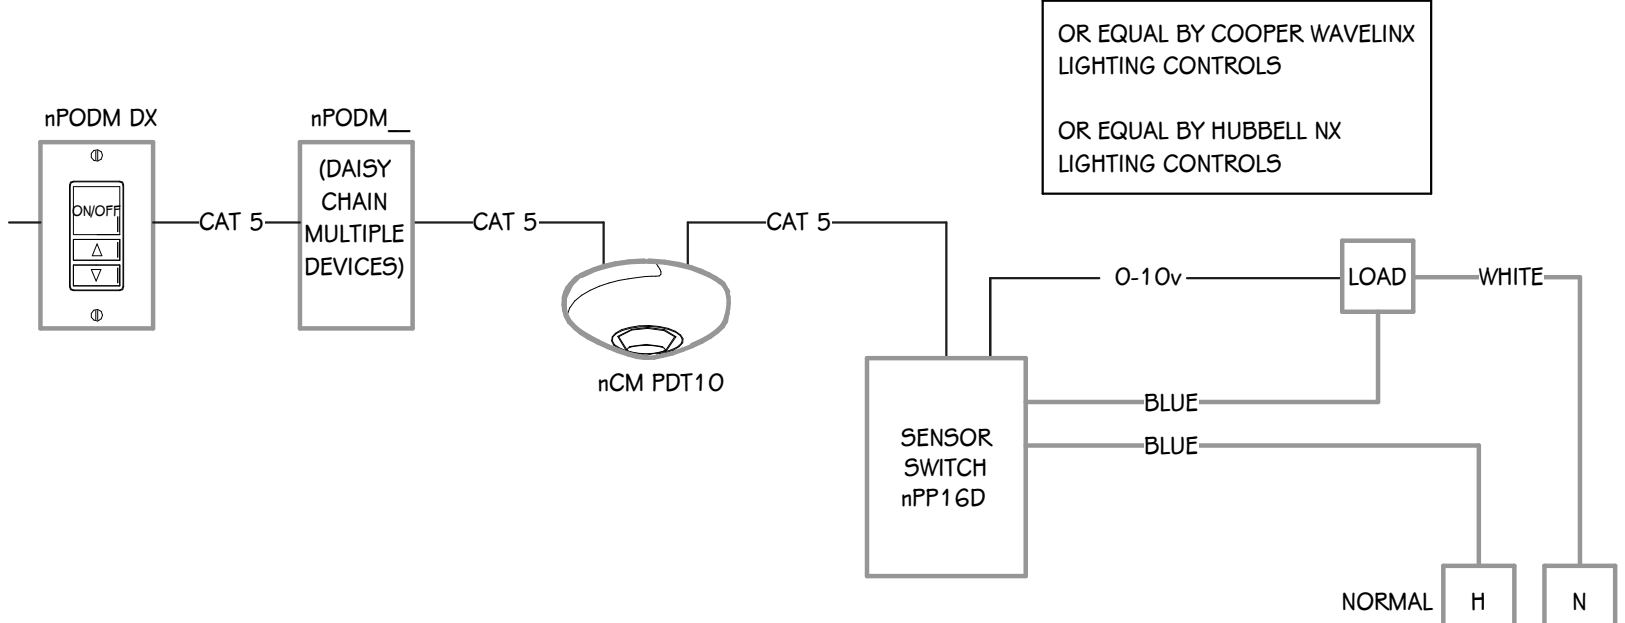 OR EQUAL BY COOPER WAVELINX
LIGHTING CONTROLS
OR EQUAL BY HUBBELL NX
LIGHTING CONTROLS
nPODM DX
ON/OFF
CAT 5
nPODM__
(DAISY
CHAIN
MULTIPLE
DEVICES)
CAT 5
nCM PDT10
CAT 5
0-10v
LOAD
WHITE
BLUE
BLUE
SENSOR
SWITCH
nPP16D
NORMAL
H
N